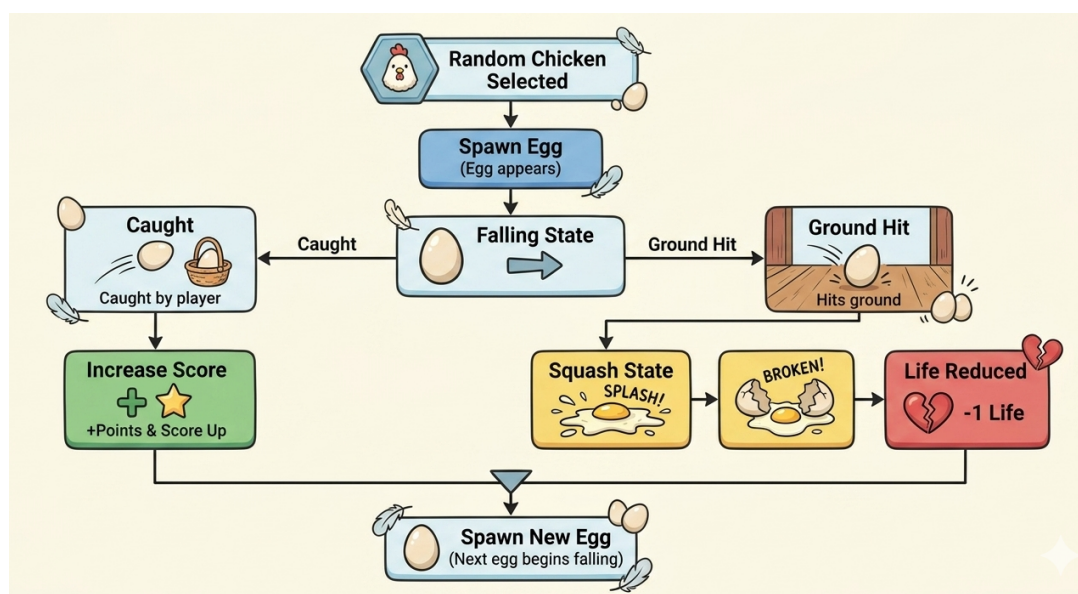 Random Chicken
Selected
Spawn Egg
(Egg appears)
Falling State
Caught
Ground Hit
Caught
Caught by player
Ground Hit
Hits ground
Increase Score
+Points & Score Up
Squash State
SPLASH!
BROKEN!
Life Reduced
-1 Life
Spawn New Egg
(Next egg begins falling)